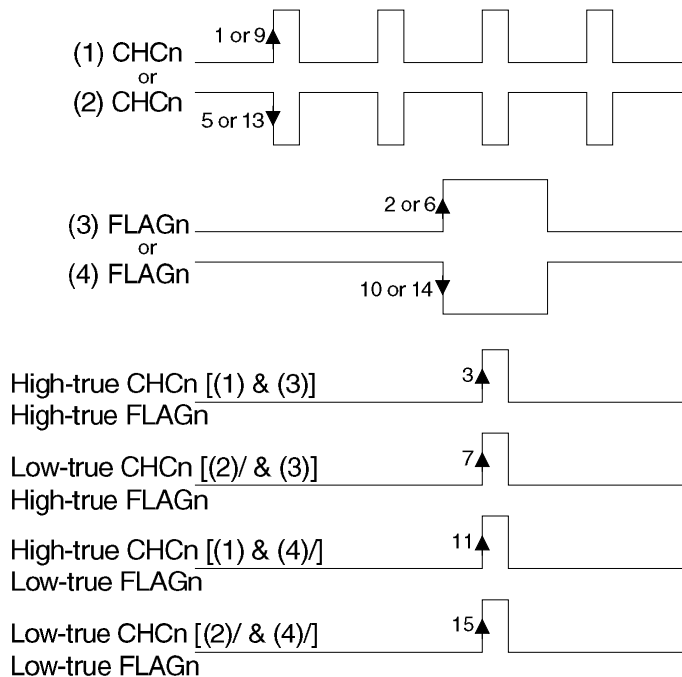 1 or 9
(1) CHCn
or
(2) CHCn
5 or 13
2 or 6
(3) FLAGn
or
(4) FLAGn
10 or 14
3
High-true CHCn [(1) & (3)]
High-true FLAGn
7
Low-true CHCn [(2)/ & (3)]
High-true FLAGn
11
High-true CHCn [(1) & (4)/]
Low-true FLAGn
15
Low-true CHCn [(2)/ & (4)/]
Low-true FLAGn